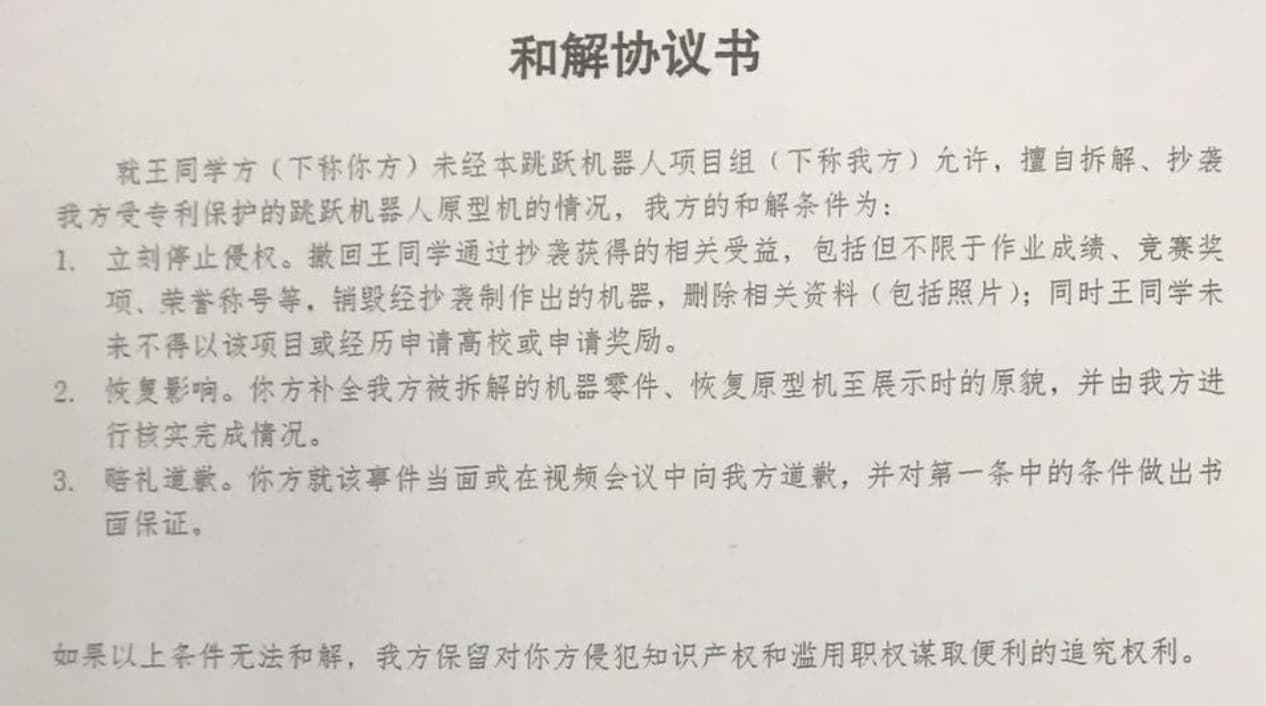 和解协议书
就王同学方（下称你方）未经本跳跃机器人项目组（下称我方）允许，擅自拆解、抄袭
我方受专利保护的跳跃机器人原型机的情况，我方的和解条件为：
1. 立刻停止侵权。撤回王同学通过抄袭获得的相关受益，包括但不限于作业成绩、竞赛奖
项、荣誉称号等，销毁经抄袭制作出的机器，删除相关资料（包括照片）；同时王同学未
来不得以该项目或经历申请高校或申请奖励。
2. 恢复影响。你方补全我方被拆解的机器零件、恢复原型机至展示时的原貌，并由我方进
行核实完成情况。
3. 赔礼道歉。你方就该事件当面或在视频会议中向我方道歉，并对第一条中的条件做出书
面保证。
如果以上条件无法和解，我方保留对你方侵犯知识产权和滥用职权谋取便利的追究权利。